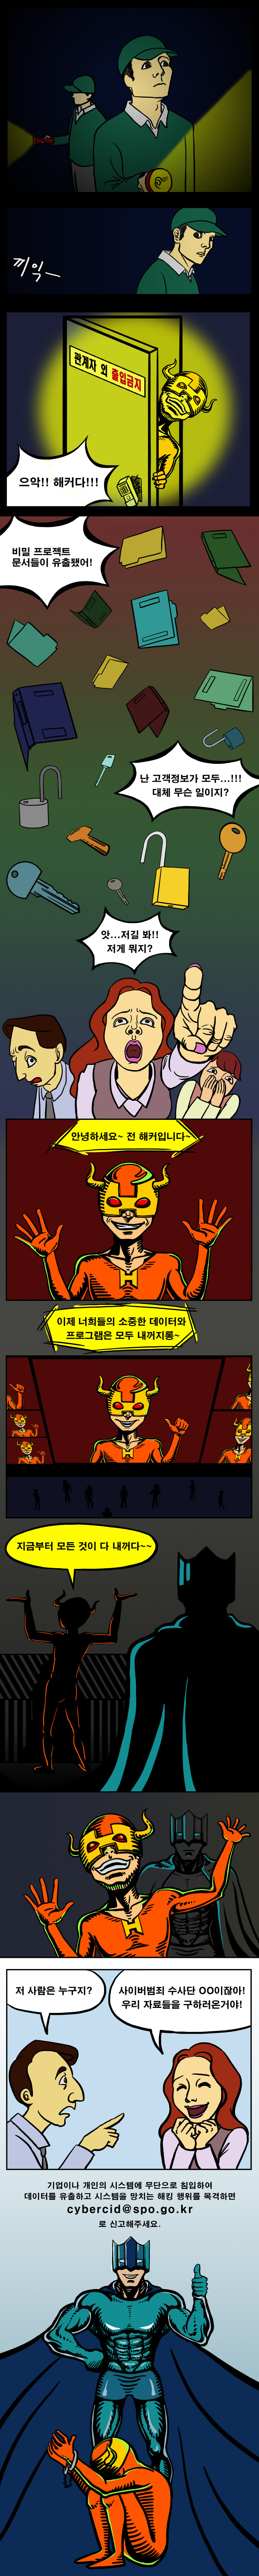 끼익_
관계자 외 출입금지
으악!! 해커다!!!
비밀 프로젝트
문서들이 유출됐어!
난 고객정보가 모두...!!!
대체 무슨 일이지?
앗...저길 봐!!
저게 뭐지?
안녕하세요~ 전 해커입니다~
이제 너희들의 소중한 데이터와
프로그램은 모두 내꺼지롱~
지금부터 모든 것이 다 내꺼다~~
저 사람은 누구지?
사이버범죄 수사단 OO이잖아!
우리 자료들을 구하러온거야!
기업이나 개인의 시스템에 무단으로 침입하여
데이터를 유출하고 시스템을 망치는 해킹 행위를 목격하면
cybercid@spo.go.kr
로 신고해주세요.